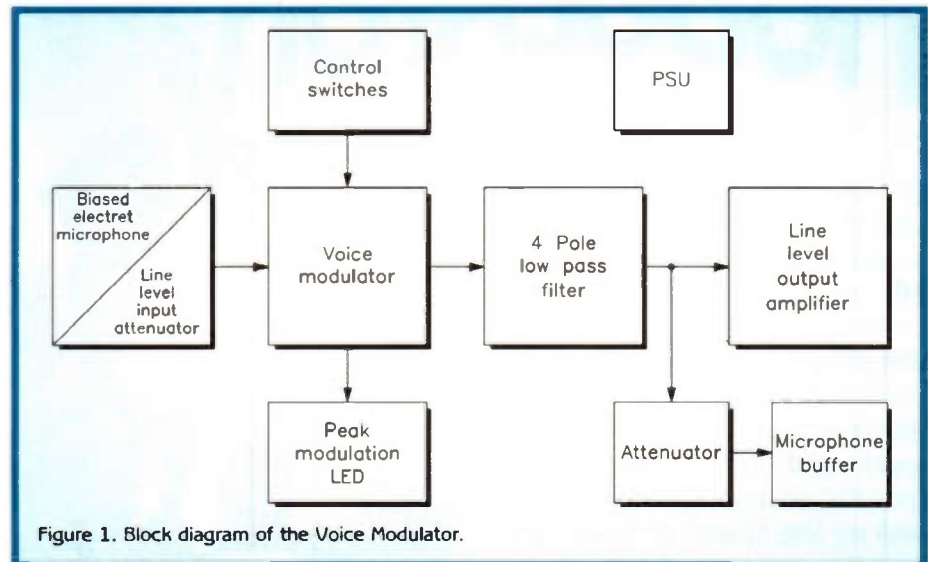 Control
switches
PSU
Biased
electret
microphone
Line
level
input
attenuator
Voice
modulator
4 Pole
low pass
filter
Line
level
output
amplifier
Peak
modulation
LED
Attenuator
Microphone
buffer
Figure 1. Block diagram of the Voice Modulator.